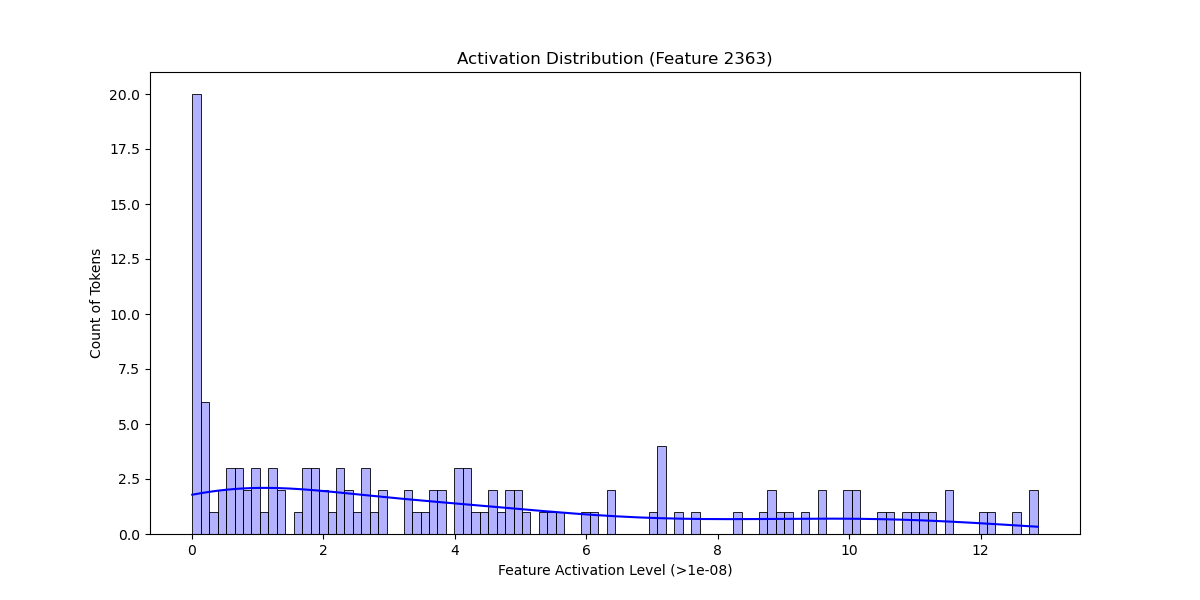 Activation Distribution (Feature 2363)
20.0
17.5
15.0
12.5
10.0
7.5
5.0
2.5
0.0
Count of Tokens
0 2 4 6 8 10 12
Feature Activation Level (>1e-08)